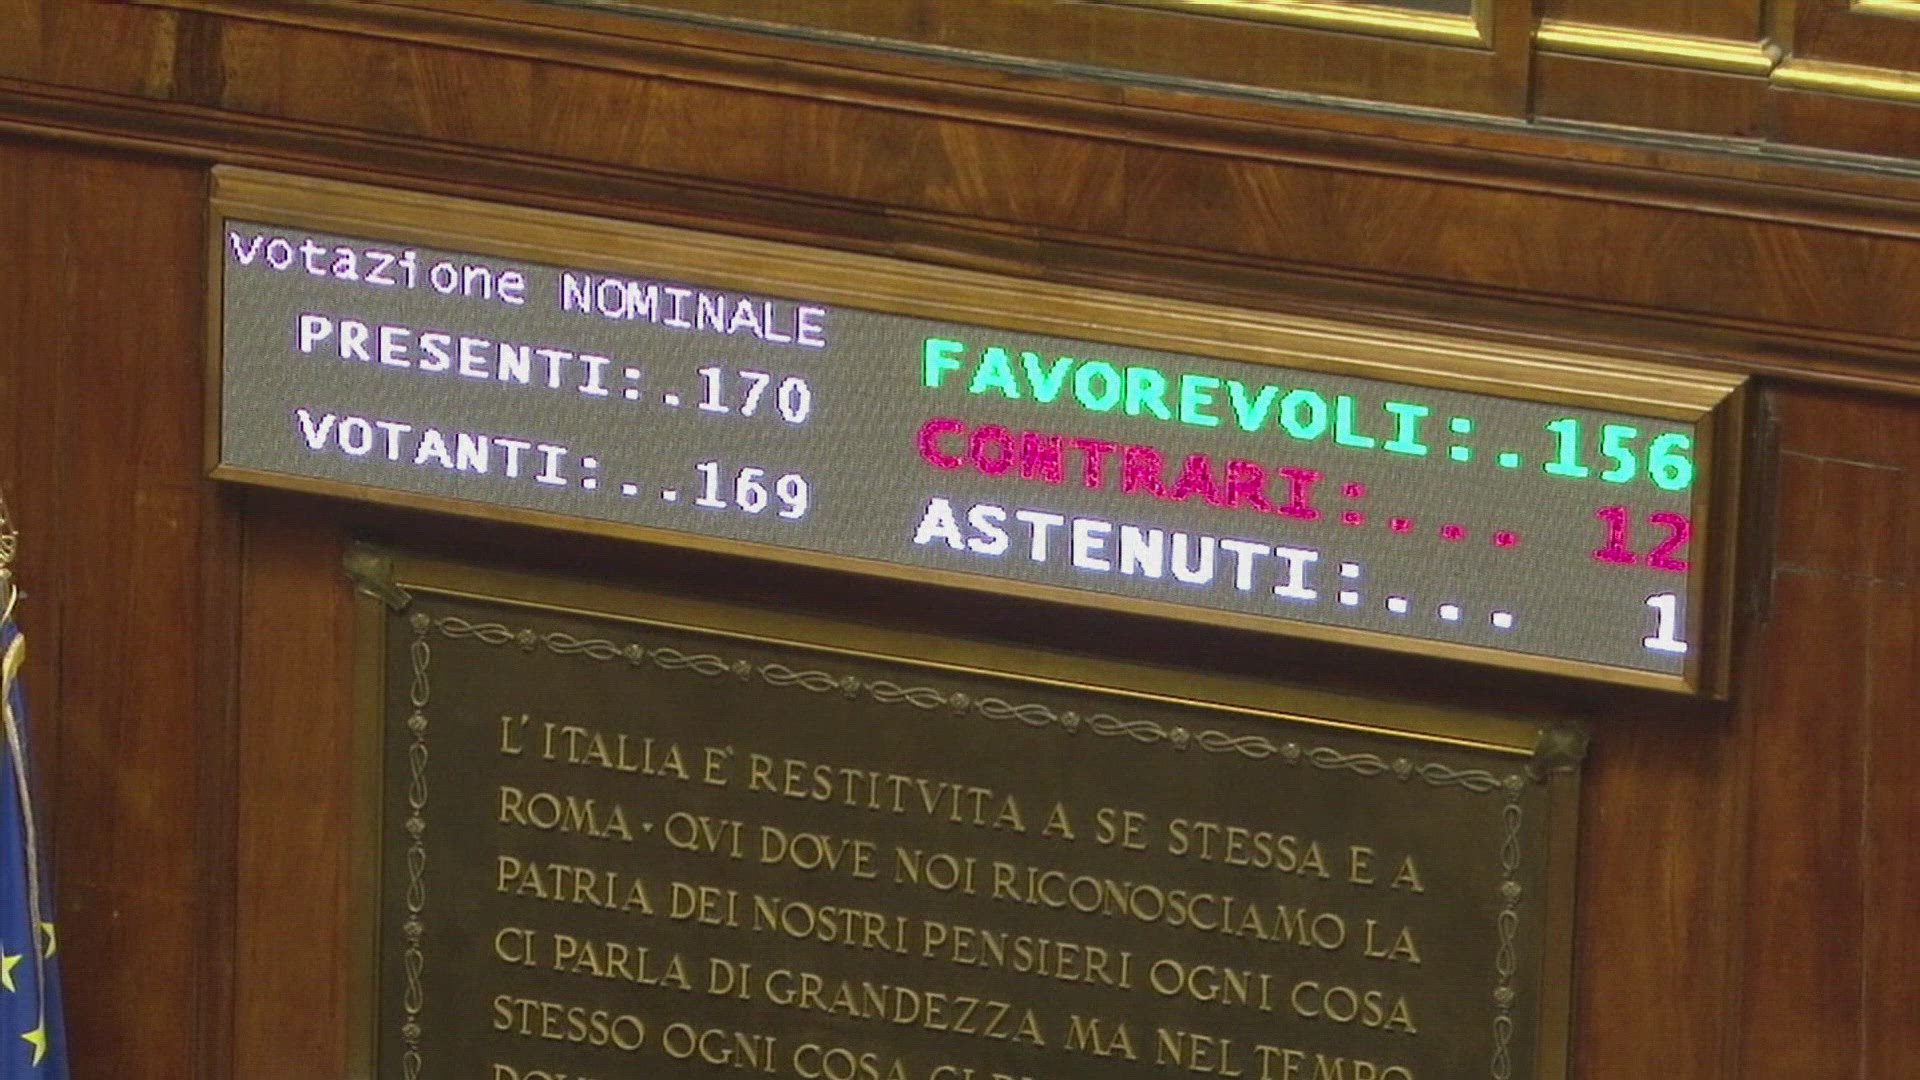 votazione NOMINALE
PRESENTI:.170
VOTANTI:..169
FAVOREVOLI:.156
CONTRARI:... 12
ASTENUTI:... 1
L' ITALIA E' RESTITVITA A SE STESSA E A
ROMA · QVI DOVE NOI RICONOSCIAMO LA
PATRIA DEI NOSTRI PENSIERI OGNI COSA
CI PARLA DI GRANDEZZA MA NEL TEMPO
STESSO OGNI COSA CI